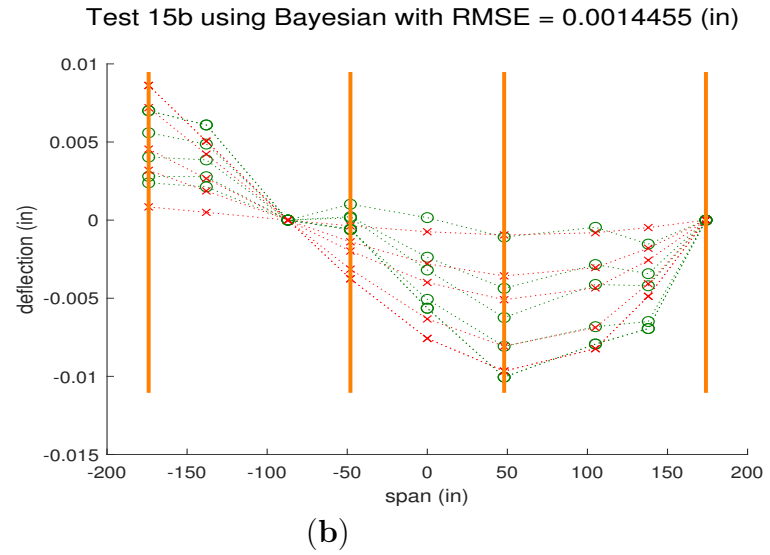 Test 15b using Bayesian with RMSE = 0.0014455 (in)
0.01
0.005
0
-0.005
-0.01
-0.015
deflection (in)
-200 -150 -100 -50 0 50 100 150 200
span (in)
(b)